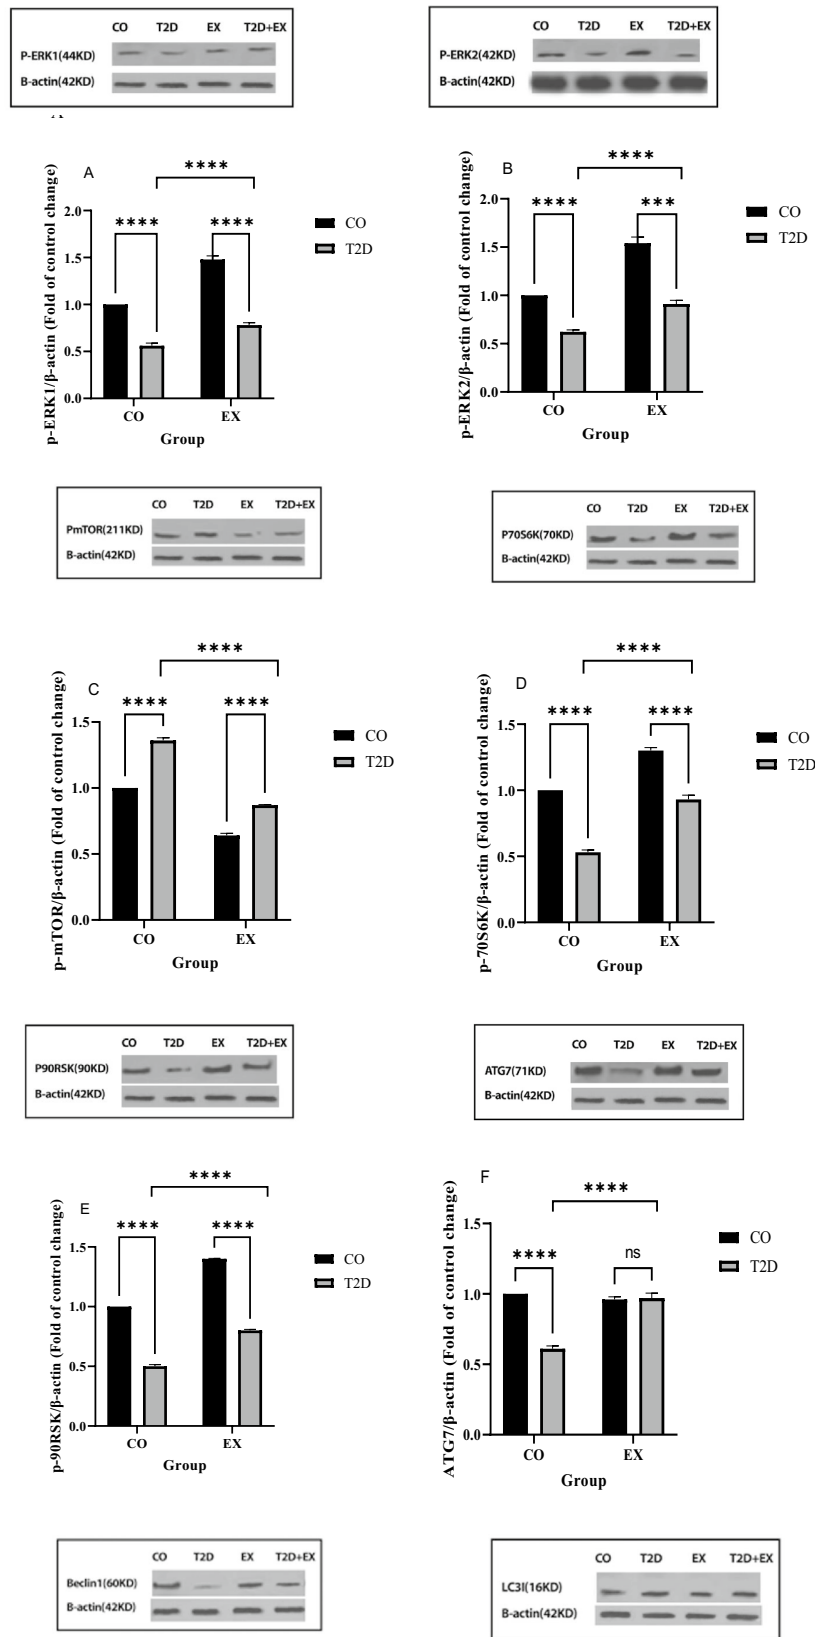 CO T2D EX T2D+EX
P-ERK1(44KD)
B-actin(42KD)
CO T2D EX T2D+EX
P-ERK2(42KD)
B-actin(42KD)
A
p-ERK1/β-actin (Fold of control change)
****
**** ****
2.0
1.5
1.0
0.5
0.0
CO EX
Group
CO
T2D
B
p-ERK2/β-actin (Fold of control change)
****
**** ***
2.0
1.5
1.0
0.5
0.0
CO EX
Group
CO
T2D
CO T2D EX T2D+EX
PmTOR(211KD)
B-actin(42KD)
CO T2D EX T2D+EX
P70S6K(70KD)
B-actin(42KD)
C
p-mTOR/β-actin (Fold of control change)
****
**** ****
1.5
1.0
0.5
0.0
CO EX
Group
CO
T2D
D
p-70S6K/β-actin (Fold of control change)
****
**** ****
1.5
1.0
0.5
0.0
CO EX
Group
CO
T2D
CO T2D EX T2D+EX
P90RSK(90KD)
B-actin(42KD)
CO T2D EX T2D+EX
ATG7(71KD)
B-actin(42KD)
E
p-90RSK/β-actin (Fold of control change)
****
**** ****
1.5
1.0
0.5
0.0
CO EX
Group
CO
T2D
F
ATG7/β-actin (Fold of control change)
****
**** ns
1.5
1.0
0.5
0.0
CO EX
Group
CO
T2D
CO T2D EX T2D+EX
Beclin1(60KD)
B-actin(42KD)
CO T2D EX T2D+EX
LC3I(16KD)
B-actin(42KD)